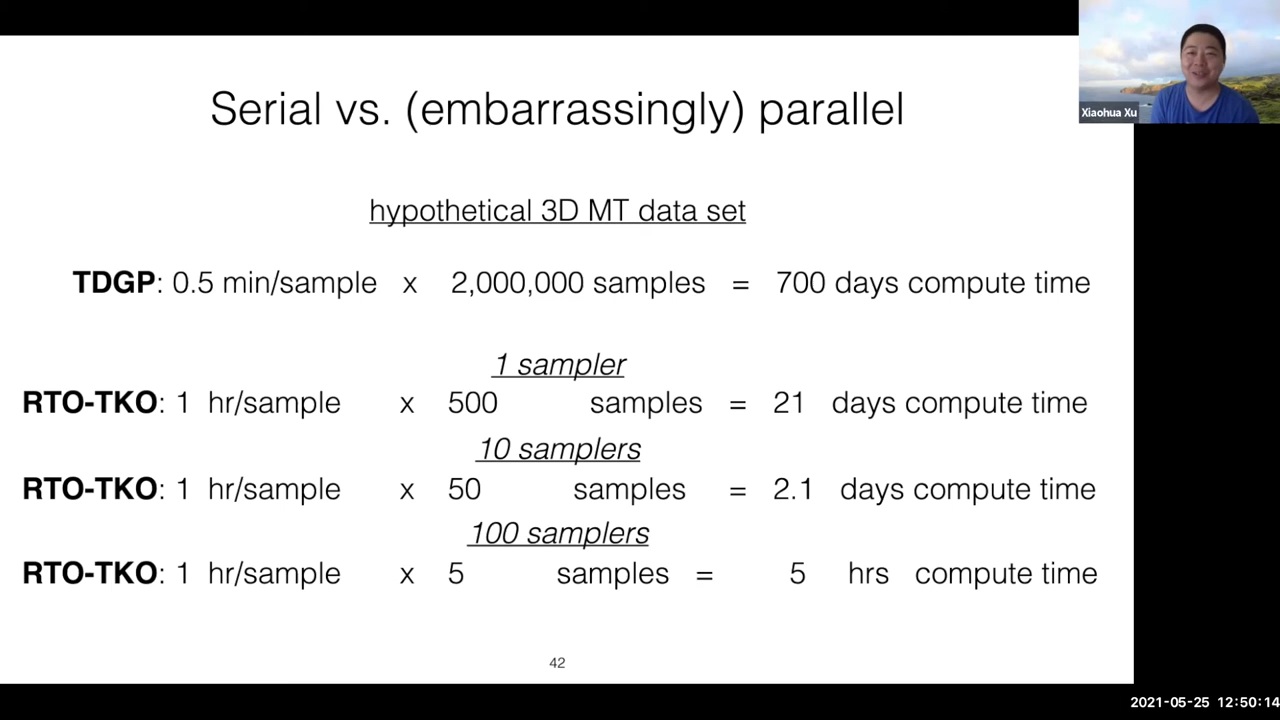 Serial vs. (embarrassingly) parallel
Xiaohua Xu
hypothetical 3D MT data set
TDGP: 0.5 min/sample x 2,000,000 samples = 700 days compute time
1 sampler
RTO-TKO: 1 hr/sample x 500 samples = 21 days compute time
10 samplers
RTO-TKO: 1 hr/sample x 50 samples = 2.1 days compute time
100 samplers
RTO-TKO: 1 hr/sample x 5 samples = 5 hrs compute time
42
2021-05-25 12:50:14